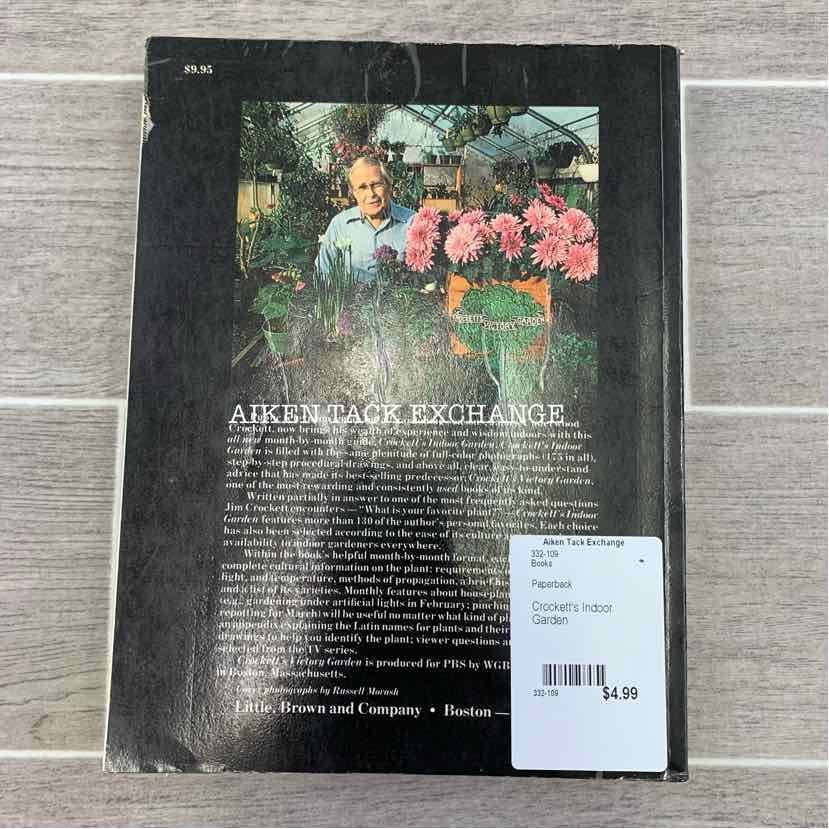 $9.95
CROCKETT'S VICTORY GARDEN
AIKEN TACK EXCHANGE
Crockett, now brings his wealth of experience and wisdom indoors with this
all new month-by-month guide, Crockett's Indoor Garden. Crockett's Indoor
Garden is filled with the same plenitude of full-color photographs (175 in all),
step-by-step procedural drawings, and above all, clear, easy-to-understand
advice that has made its best-selling predecessor, Crockett's Victory Garden,
one of the most rewarding and consistently used books of its kind.
Written partially in answer to one of the most frequently asked questions
Jim Crockett encounters — "What is your favorite plant?" — Crockett's Indoor
Garden features more than 130 of the author's personal favorites. Each choice
has also been selected according to the ease of its culture
availability to indoor gardeners everywhere.
Within the book's helpful month-by-month format,
complete cultural information on the plant: requirements
light, and temperature, methods of propagation, a brief
and a list of its varieties. Monthly features about
(e.g., gardening under artificial lights in February; pinching
repotting for March) will be useful no matter what kind of
an appendix explaining the Latin names for plants and their
drawings to help you identify the plant; viewer questions
selected from the TV series.
Crockett's Victory Garden is produced for PBS by WGB
in Boston, Massachusetts.
Cover photographs by Russell Morash
Little, Brown and Company • Boston —
Aiken Tack Exchange
332-109
Books
Paperback
Crockett's Indoor
Garden
332-109 $4.99